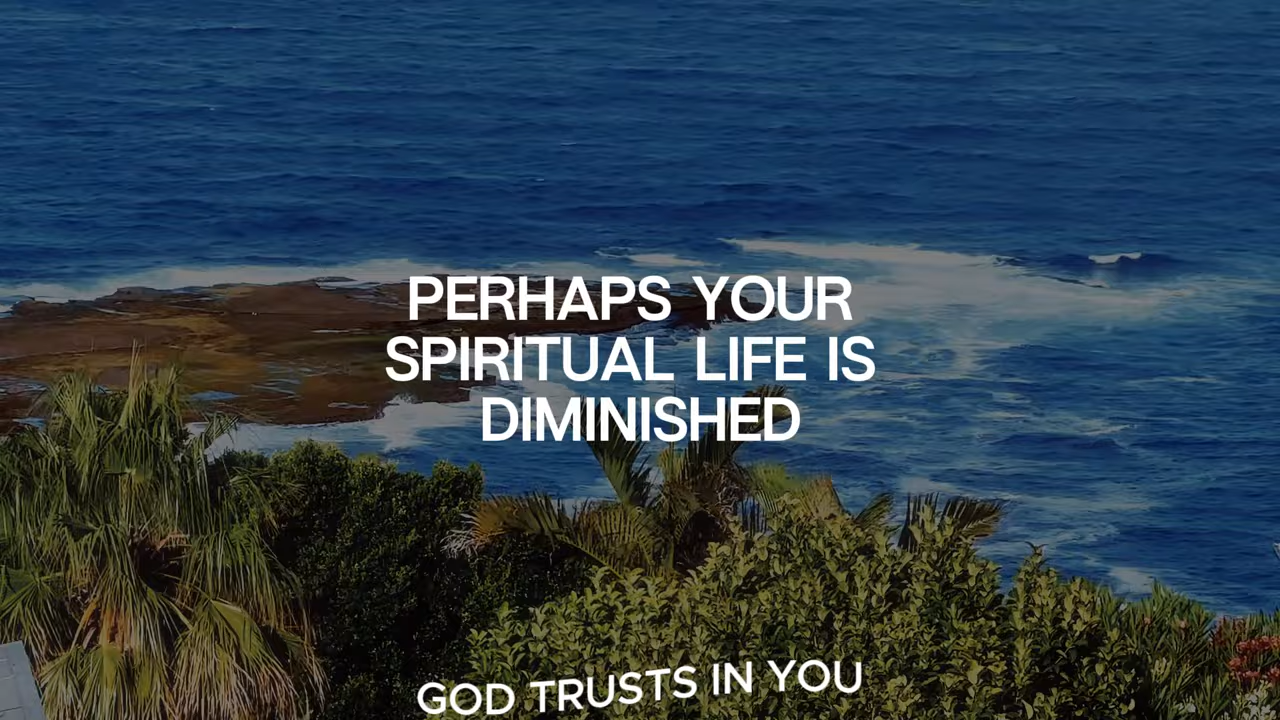 PERHAPS YOUR
SPIRITUAL LIFE IS
DIMINISHED
GOD TRUSTS IN YOU